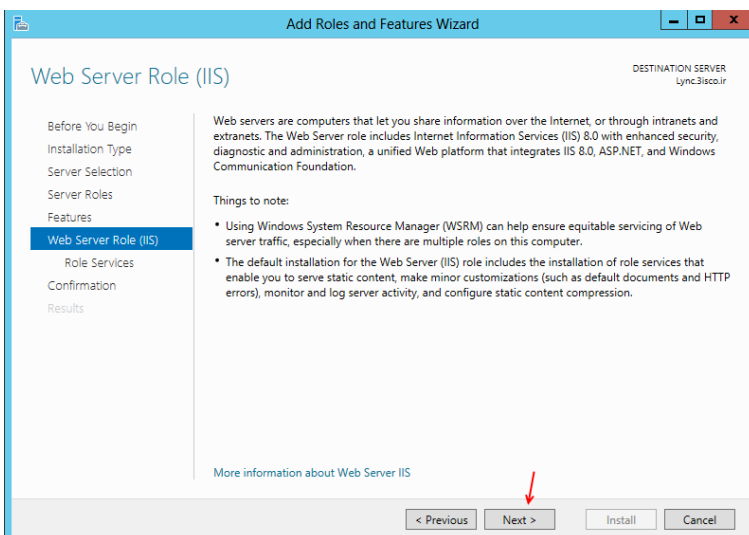 Add Roles and Features Wizard
Web Server Role (IIS)
DESTINATION SERVER
Lync.3isco.ir
Before You Begin
Installation Type
Server Selection
Server Roles
Features
Web Server Role (IIS)
Role Services
Confirmation
Results
Web servers are computers that let you share information over the Internet, or through intranets and
extranets. The Web Server role includes Internet Information Services (IIS) 8.0 with enhanced security,
diagnostic and administration, a unified Web platform that integrates IIS 8.0, ASP.NET, and Windows
Communication Foundation.
Things to note:
• Using Windows System Resource Manager (WSRM) can help ensure equitable servicing of Web
server traffic, especially when there are multiple roles on this computer.
• The default installation for the Web Server (IIS) role includes the installation of role services that
enable you to serve static content, make minor customizations (such as default documents and HTTP
errors), monitor and log server activity, and configure static content compression.
More information about Web Server IIS
< Previous
Next >
Install
Cancel